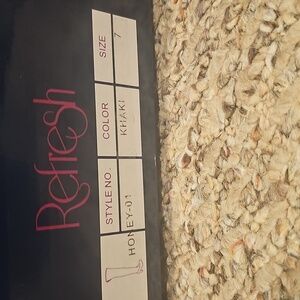 Refresh
STYLE NO COLOR SIZE
HONEY-01 KHAKI 7